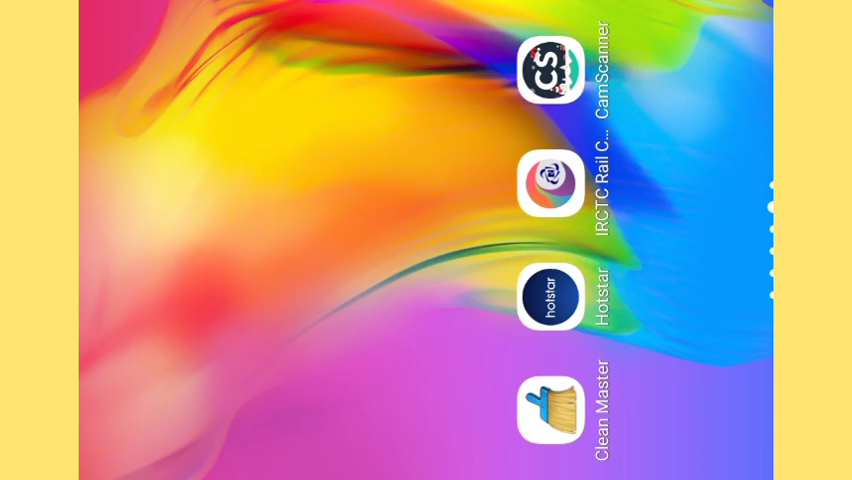 Clean Master
hotstar
Hotstar
IRCTC Rail C...
CS
CamScanner